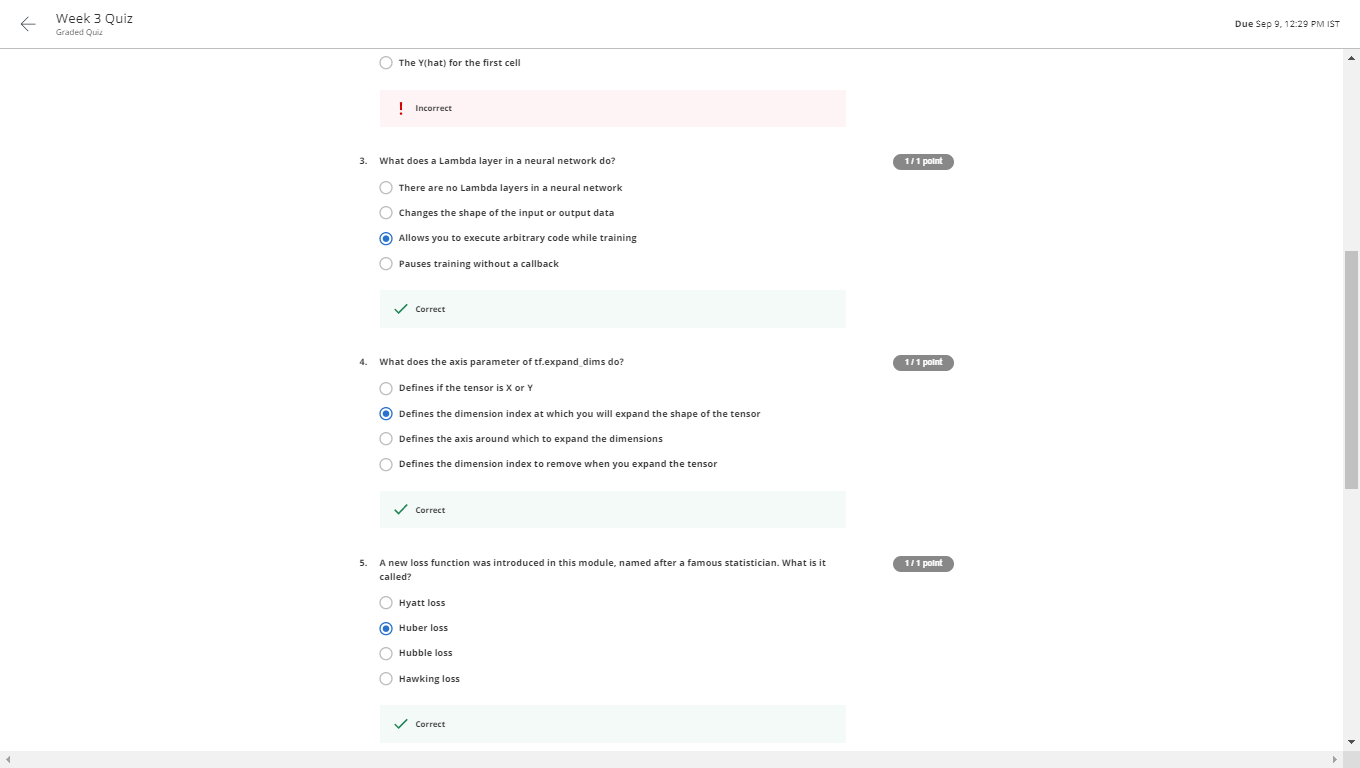 Week 3 Quiz
Graded Quiz
Due Sep 9, 12:29 PM IST
The Y(hat) for the first cell
Incorrect
3. What does a Lambda layer in a neural network do?
1 / 1 point
There are no Lambda layers in a neural network
Changes the shape of the input or output data
Allows you to execute arbitrary code while training
Pauses training without a callback
Correct
4. What does the axis parameter of tf.expand_dims do?
1 / 1 point
Defines if the tensor is X or Y
Defines the dimension index at which you will expand the shape of the tensor
Defines the axis around which to expand the dimensions
Defines the dimension index to remove when you expand the tensor
Correct
5. A new loss function was introduced in this module, named after a famous statistician. What is it
called?
1 / 1 point
Hyatt loss
Huber loss
Hubble loss
Hawking loss
Correct